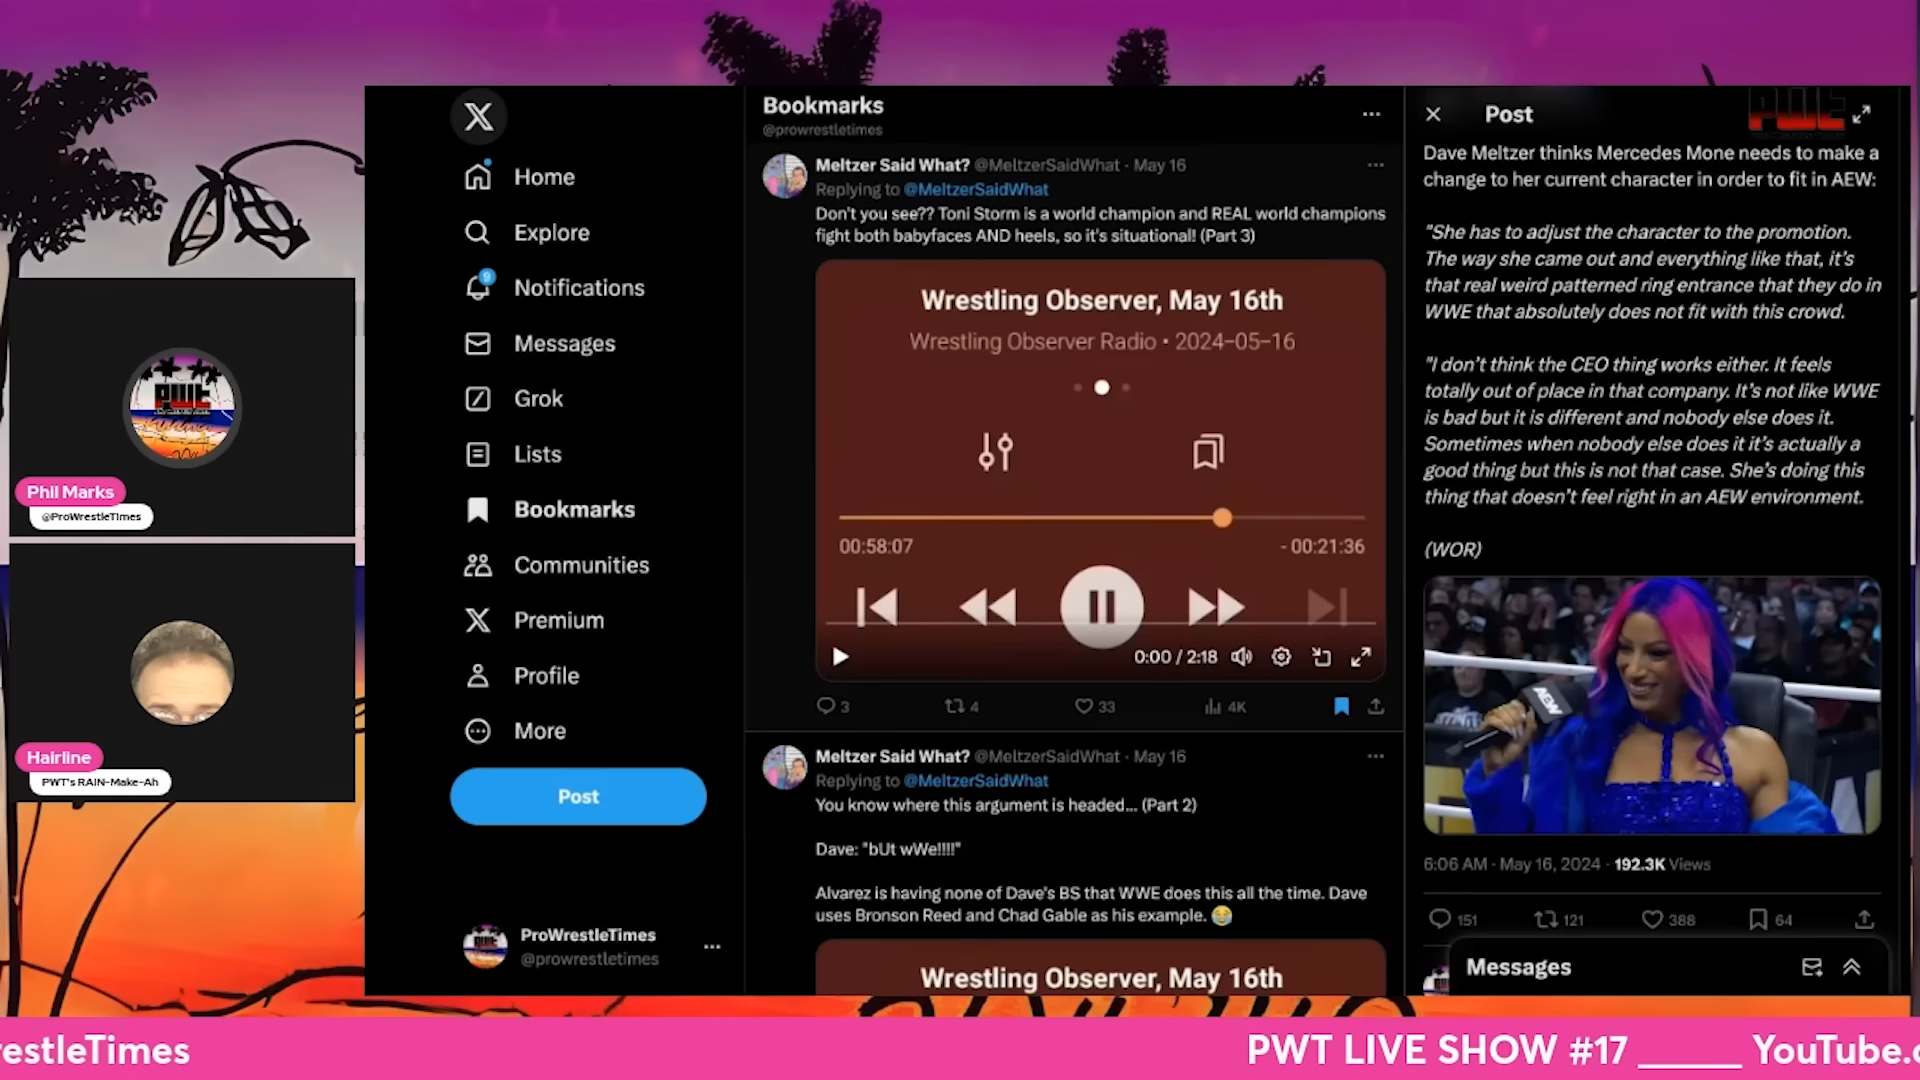 Bookmarks
@prowrestletimes
Home
Explore
9
Notifications
Messages
Grok
Lists
Bookmarks
Communities
Premium
Profile
More
Post
ProWrestleTimes
@prowrestletimes
Meltzer Said What? @MeltzerSaidWhat · May 16
Replying to @MeltzerSaidWhat
Don't you see?? Toni Storm is a world champion and REAL world champions
fight both babyfaces AND heels, so it's situational! (Part 3)
Wrestling Observer, May 16th
Wrestling Observer Radio • 2024-05-16
00:58:07
- 00:21:36
0:00 / 2:18
3
4
33
4K
Meltzer Said What? @MeltzerSaidWhat · May 16
Replying to @MeltzerSaidWhat
You know where this argument is headed... (Part 2)
Dave: "bUt wWe!!!!"
Alvarez is having none of Dave's BS that WWE does this all the time. Dave
uses Bronson Reed and Chad Gable as his example. 😂
Wrestling Observer, May 16th
Post
PWT
Dave Meltzer thinks Mercedes Mone needs to make a
change to her current character in order to fit in AEW:
"She has to adjust the character to the promotion.
The way she came out and everything like that, it's
that real weird patterned ring entrance that they do in
WWE that absolutely does not fit with this crowd.
"I don't think the CEO thing works either. It feels
totally out of place in that company. It's not like WWE
is bad but it is different and nobody else does it.
Sometimes when nobody else does it it's actually a
good thing but this is not that case. She's doing this
thing that doesn't feel right in an AEW environment.
(WOR)
AEW
6:06 AM · May 16, 2024 · 192.3K Views
151
121
388
64
Messages
PWT
Phil Marks
@ProWrestleTimes
Hairline
PWT's RAIN-Make-Ah
restleTimes
PWT LIVE SHOW #17 ______ YouTube.c